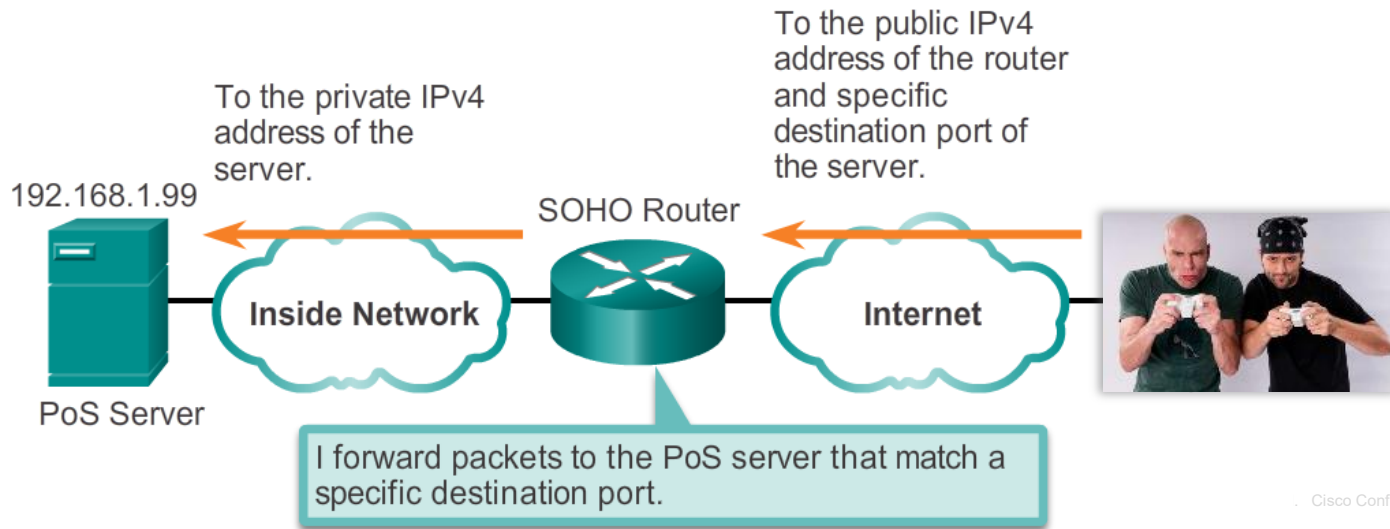 To the public IPv4
address of the router
and specific
destination port of
the server.
To the private IPv4
address of the
server.
192.168.1.99
SOHO Router
Inside Network
Internet
PoS Server
I forward packets to the PoS server that match a
specific destination port.
. Cisco Conf